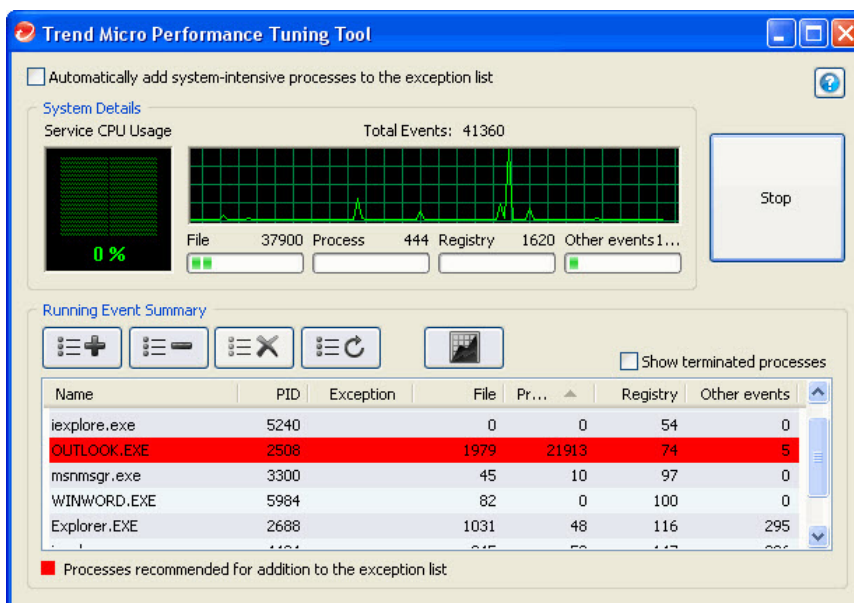 Trend Micro Performance Tuning Tool
Automatically add system-intensive processes to the exception list
System Details
Service CPU Usage
Total Events: 41360
0 %
File 37900 Process 444 Registry 1620 Other events1...
Stop
Running Event Summary
Show terminated processes
Name PID Exception File Pr... Registry Other events
iexplore.exe 5240 0 0 54 0
OUTLOOK.EXE 2508 1979 21913 74 5
msnmsgr.exe 3300 45 10 97 0
WINWORD.EXE 5984 82 0 100 0
Explorer.EXE 2688 1031 48 116 295
Processes recommended for addition to the exception list